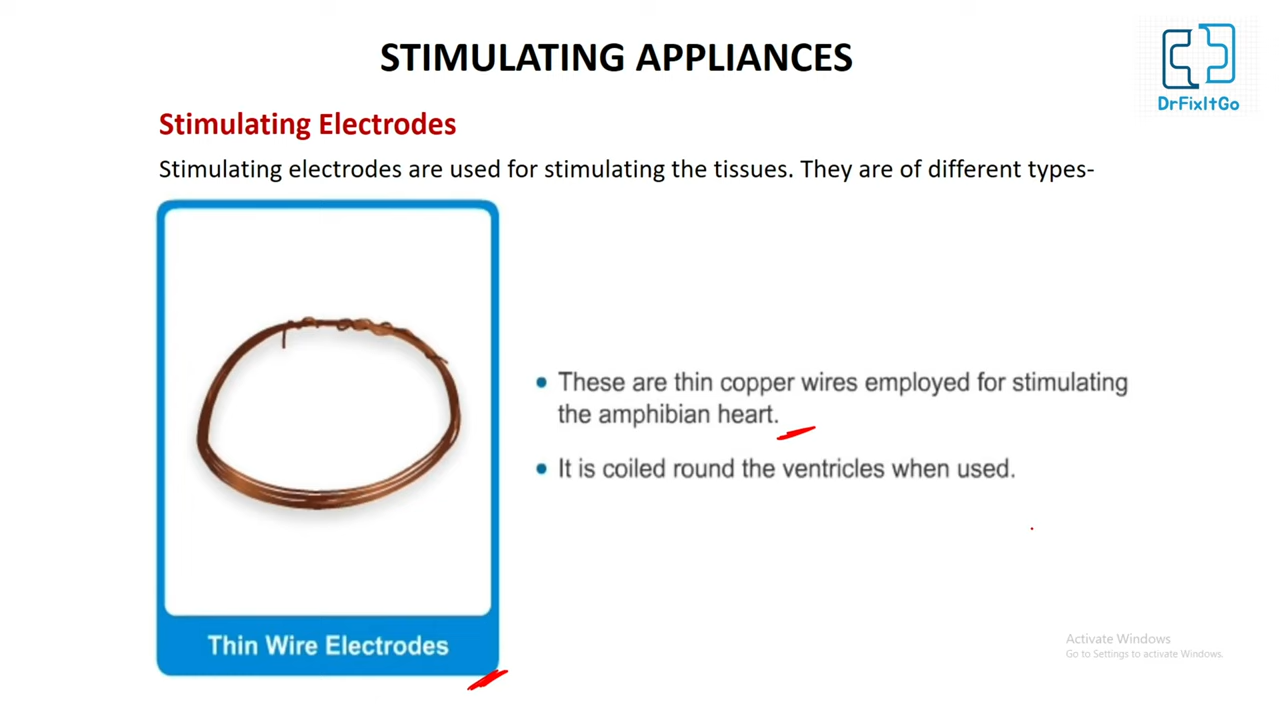 STIMULATING APPLIANCES
DrFixItGo
Stimulating Electrodes
Stimulating electrodes are used for stimulating the tissues. They are of different types-
• These are thin copper wires employed for stimulating
the amphibian heart.
• It is coiled round the ventricles when used.
Thin Wire Electrodes
Activate Windows
Go to Settings to activate Windows.